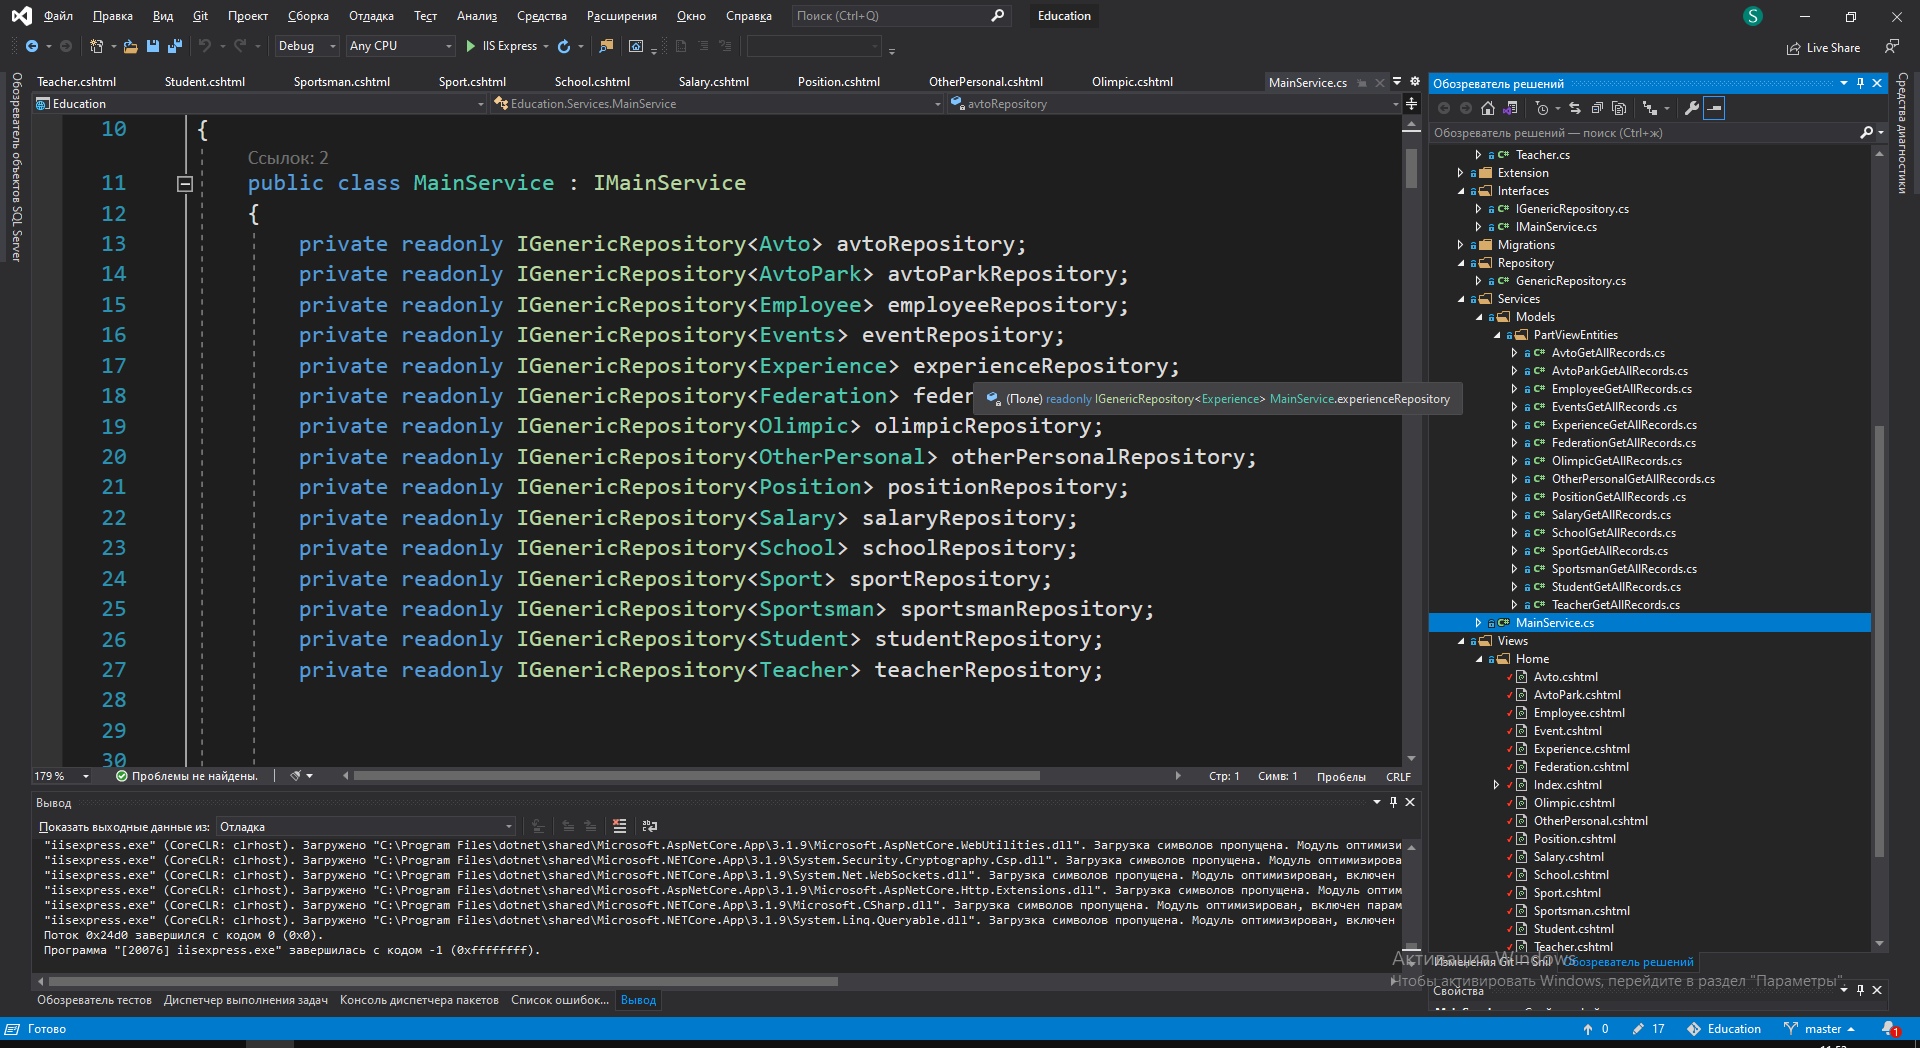 Файл Правка Вид Git Проект Сборка Отладка Тест Анализ Средства Расширения Окно Справка Поиск (Ctrl+Q) Education S
Debug Any CPU IIS Express Live Share
Обозреватель объектов SQL Server
Teacher.cshtml Student.cshtml Sportsman.cshtml Sport.cshtml School.cshtml Salary.cshtml Position.cshtml OtherPersonal.cshtml Olimpic.cshtml MainService.cs
Education Education.Services.MainService avtoRepository
10 {
Ссылок: 2
11 public class MainService : IMainService
12 {
13 private readonly IGenericRepository<Avto> avtoRepository;
14 private readonly IGenericRepository<AvtoPark> avtoParkRepository;
15 private readonly IGenericRepository<Employee> employeeRepository;
16 private readonly IGenericRepository<Events> eventRepository;
17 private readonly IGenericRepository<Experience> experienceRepository;
18 private readonly IGenericRepository<Federation> feder
(Поле) readonly IGenericRepository<Experience> MainService.experienceRepository
19 private readonly IGenericRepository<Olimpic> olimpicRepository;
20 private readonly IGenericRepository<OtherPersonal> otherPersonalRepository;
21 private readonly IGenericRepository<Position> positionRepository;
22 private readonly IGenericRepository<Salary> salaryRepository;
23 private readonly IGenericRepository<School> schoolRepository;
24 private readonly IGenericRepository<Sport> sportRepository;
25 private readonly IGenericRepository<Sportsman> sportsmanRepository;
26 private readonly IGenericRepository<Student> studentRepository;
27 private readonly IGenericRepository<Teacher> teacherRepository;
28
29
30
179 % Проблемы не найдены. Стр: 1 Симв: 1 Пробелы CRLF
Вывод
Показать выходные данные из: Отладка
"iisexpress.exe" (CoreCLR: clrhost). Загружено "C:\Program Files\dotnet\shared\Microsoft.AspNetCore.App\3.1.9\Microsoft.AspNetCore.WebUtilities.dll". Загрузка символов пропущена. Модуль оптимизи
"iisexpress.exe" (CoreCLR: clrhost). Загружено "C:\Program Files\dotnet\shared\Microsoft.NETCore.App\3.1.9\System.Security.Cryptography.Csp.dll". Загрузка символов пропущена. Модуль оптимизирова
"iisexpress.exe" (CoreCLR: clrhost). Загружено "C:\Program Files\dotnet\shared\Microsoft.NETCore.App\3.1.9\System.Net.WebSockets.dll". Загрузка символов пропущена. Модуль оптимизирован, включен
"iisexpress.exe" (CoreCLR: clrhost). Загружено "C:\Program Files\dotnet\shared\Microsoft.AspNetCore.App\3.1.9\Microsoft.AspNetCore.Http.Extensions.dll". Загрузка символов пропущена. Модуль оптим
"iisexpress.exe" (CoreCLR: clrhost). Загружено "C:\Program Files\dotnet\shared\Microsoft.NETCore.App\3.1.9\Microsoft.CSharp.dll". Загрузка символов пропущена. Модуль оптимизирован, включен парам
"iisexpress.exe" (CoreCLR: clrhost). Загружено "C:\Program Files\dotnet\shared\Microsoft.NETCore.App\3.1.9\System.Linq.Queryable.dll". Загрузка символов пропущена. Модуль оптимизирован, включен
Поток 0x24d0 завершился с кодом 0 (0x0).
Программа "[20076] iisexpress.exe" завершилась с кодом -1 (0xffffffff).
Обозреватель тестов Диспетчер выполнения задач Консоль диспетчера пакетов Список ошибок... Вывод
Обозреватель решений
Обозреватель решений — поиск (Ctrl+ж)
C# Teacher.cs
Extension
Interfaces
C# IGenericRepository.cs
C# IMainService.cs
Migrations
Repository
C# GenericRepository.cs
Services
Models
PartViewEntities
C# AvtoGetAllRecords.cs
C# AvtoParkGetAllRecords.cs
C# EmployeeGetAllRecords.cs
C# EventsGetAllRecords .cs
C# ExperienceGetAllRecords.cs
C# FederationGetAllRecords.cs
C# OlimpicGetAllRecords.cs
C# OtherPersonalGetAllRecords.cs
C# PositionGetAllRecords .cs
C# SalaryGetAllRecords.cs
C# SchoolGetAllRecords.cs
C# SportGetAllRecords.cs
C# SportsmanGetAllRecords.cs
C# StudentGetAllRecords.cs
C# TeacherGetAllRecords.cs
C# MainService.cs
Views
Home
Avto.cshtml
AvtoPark.cshtml
Employee.cshtml
Event.cshtml
Experience.cshtml
Federation.cshtml
Index.cshtml
Olimpic.cshtml
OtherPersonal.cshtml
Position.cshtml
Salary.cshtml
School.cshtml
Sport.cshtml
Sportsman.cshtml
Student.cshtml
Teacher.cshtml
Изменения Git — Snil Обозреватель решений
Активация Windows
Чтобы активировать Windows, перейдите в раздел "Параметры".
Свойства
Средства диагностики
Готово 0 17 Education master 1